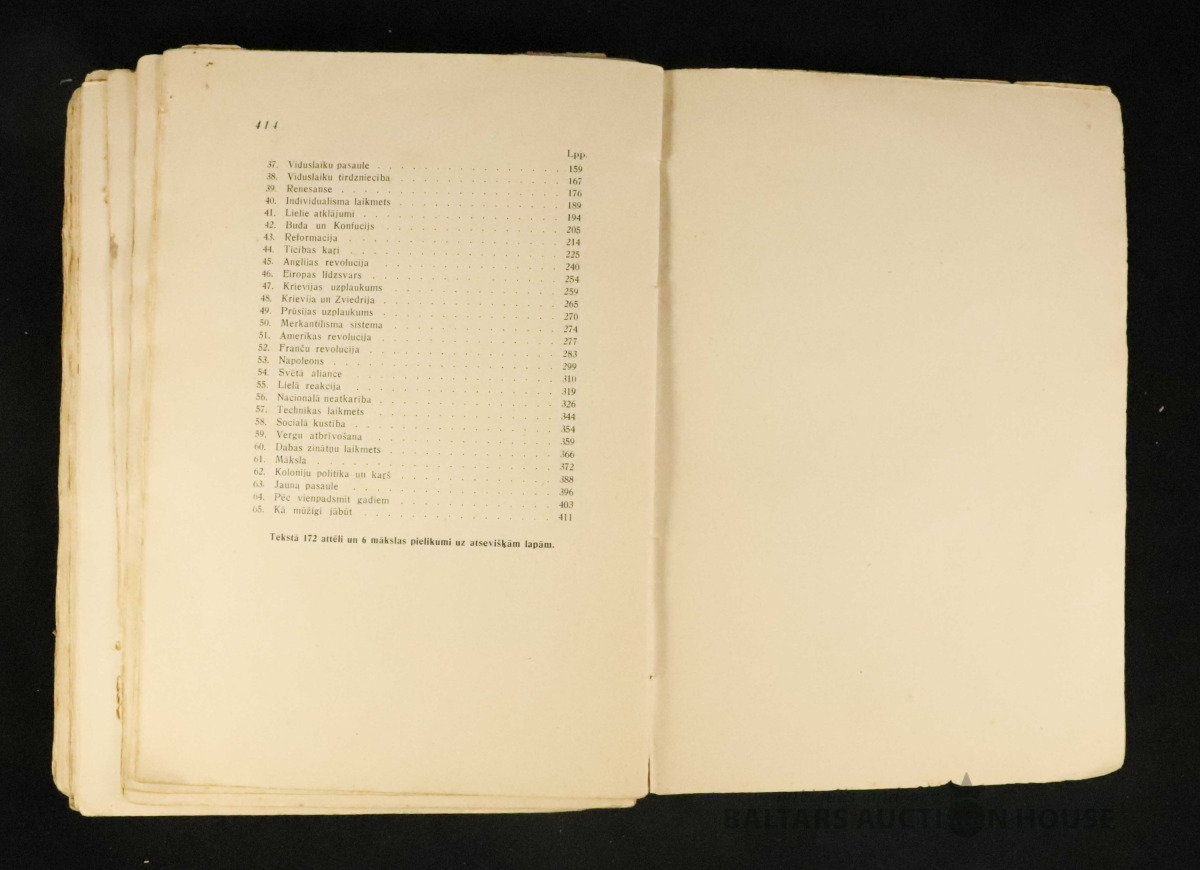 414
Lpp.
37. Viduslaiku pasaule . . . . . . . . . . . . . . . 159
38. Viduslaiku tirdzniecība . . . . . . . . . . . . . . 167
39. Renesanse . . . . . . . . . . . . . . . . . . 176
40. Individualisma laikmets . . . . . . . . . . . . . . 189
41. Lielie atklājumi . . . . . . . . . . . . . . . . 194
42. Buda un Konfucijs . . . . . . . . . . . . . . . 205
43. Reformacija . . . . . . . . . . . . . . . . . 214
44. Ticības kaŗi . . . . . . . . . . . . . . . . . 225
45. Anglijas revolucija . . . . . . . . . . . . . . . 240
46. Eiropas līdzsvars . . . . . . . . . . . . . . . 254
47. Krievijas uzplaukums . . . . . . . . . . . . . . 259
48. Krievija un Zviedrija . . . . . . . . . . . . . . 265
49. Prūsijas uzplaukums . . . . . . . . . . . . . . 270
50. Merkantilisma sistema . . . . . . . . . . . . . . 274
51. Amerikas revolucija . . . . . . . . . . . . . . . 277
52. Franču revolucija . . . . . . . . . . . . . . . 283
53. Napoleons . . . . . . . . . . . . . . . . . . 299
54. Svētā aliance . . . . . . . . . . . . . . . . . 310
55. Lielā reakcija . . . . . . . . . . . . . . . . 319
56. Nacionalā neatkarība . . . . . . . . . . . . . . 326
57. Technikas laikmets . . . . . . . . . . . . . . . 344
58. Socialā kustība . . . . . . . . . . . . . . . . 354
59. Vergu atbrīvošana . . . . . . . . . . . . . . . 359
60. Dabas zinātņu laikmets . . . . . . . . . . . . . . 366
61. Māksla . . . . . . . . . . . . . . . . . . . 372
62. Koloniju politika un kaŗš . . . . . . . . . . . . . 388
63. Jauna pasaule . . . . . . . . . . . . . . . . . 396
64. Pēc vienpadsmit gadiem . . . . . . . . . . . . . . 403
65. Kā mūžīgi jābūt . . . . . . . . . . . . . . . . 411
Tekstā 172 attēli un 6 mākslas pielikumi uz atsevišķām lapām.
BALTARS AUCTION HOUSE